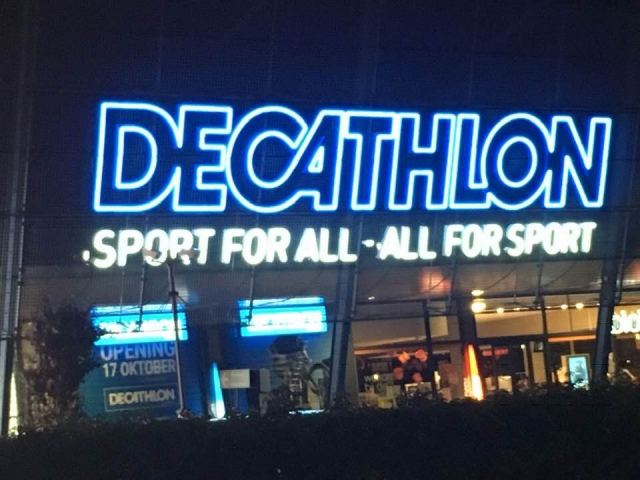 DECATHLON
SPORT FOR ALL - ALL FOR SPORT
OPENING
17 OKTOBER
DECATHLON